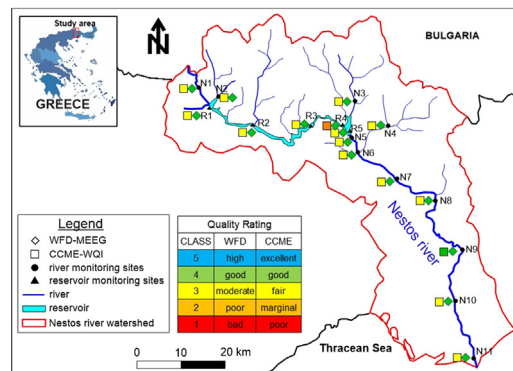 Study area
GREECE
N
BULGARIA
N1
N2
R1
R2
R3
N3
R4
R5
N4
N5
N6
N7
N8
N9
N10
N11
Nestos river
Thracean Sea
Legend
WFD-MEEG
CCME-WQI
river monitoring sites
reservoir monitoring sites
river
reservoir
Nestos river watershed
Quality Rating
CLASS WFD CCME
5 high excellent
4 good good
3 moderate fair
2 poor marginal
1 bad poor
0 10 20 km